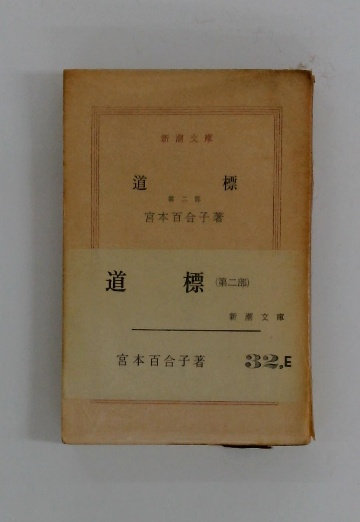 新潮文庫
道標
第二部
宮本百合子著
道標(第二部)
新潮文庫
宮本百合子著 32,E